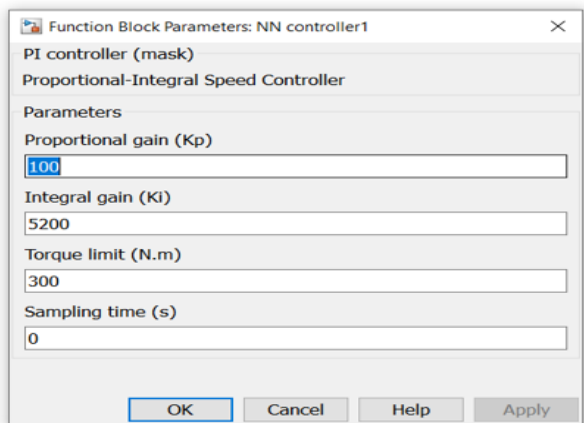 Function Block Parameters: NN controller1
PI controller (mask)
Proportional-Integral Speed Controller
Parameters
Proportional gain (Kp)
100
Integral gain (Ki)
5200
Torque limit (N.m)
300
Sampling time (s)
0
OK Cancel Help Apply